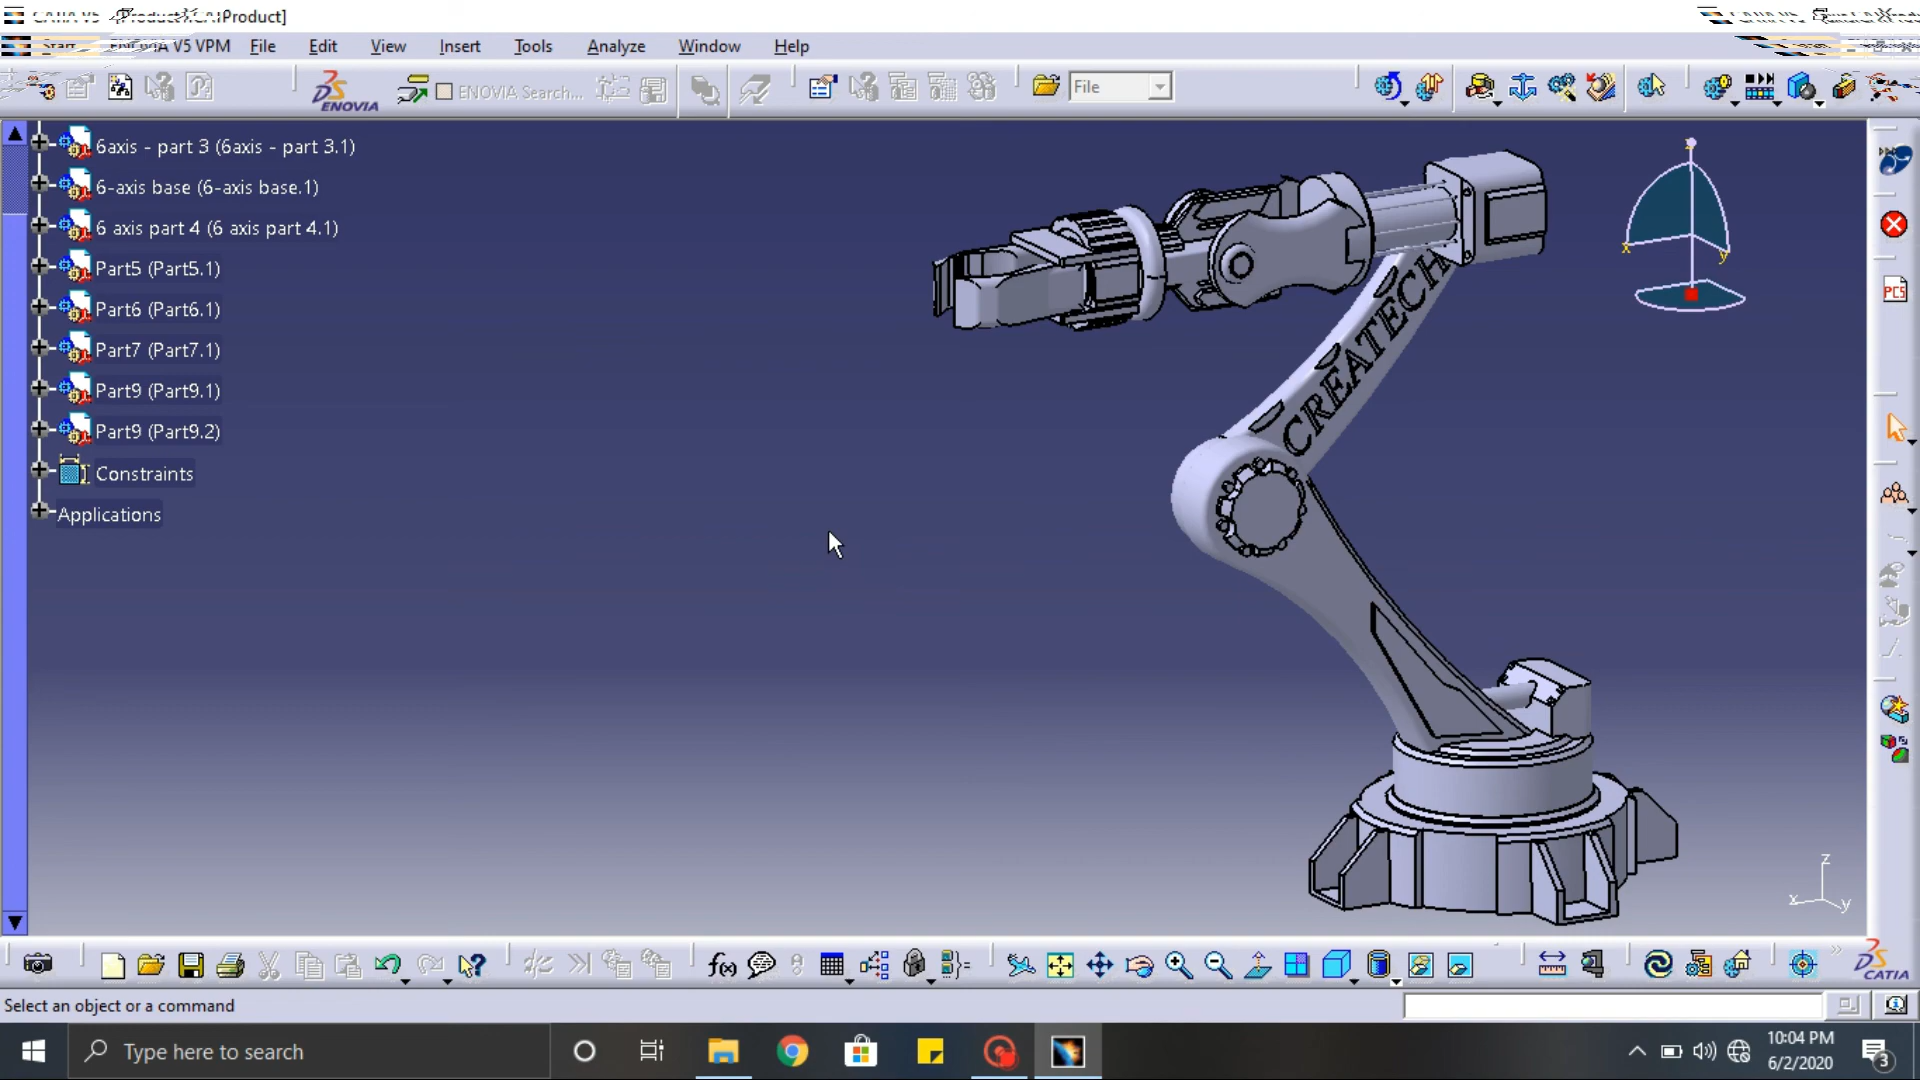 Product]
ENOVIA V5 VPM File Edit View Insert Tools Analyze Window Help
ENOVIA
ENOVIA Search...
File
6axis - part 3 (6axis - part 3.1)
6-axis base (6-axis base.1)
6 axis part 4 (6 axis part 4.1)
Part5 (Part5.1)
Part6 (Part6.1)
Part7 (Part7.1)
Part9 (Part9.1)
Part9 (Part9.2)
Constraints
Applications
CREATECH
x
y
PCS
z
x
y
f(x)
CATIA
Select an object or a command
Type here to search
10:04 PM
6/2/2020
3